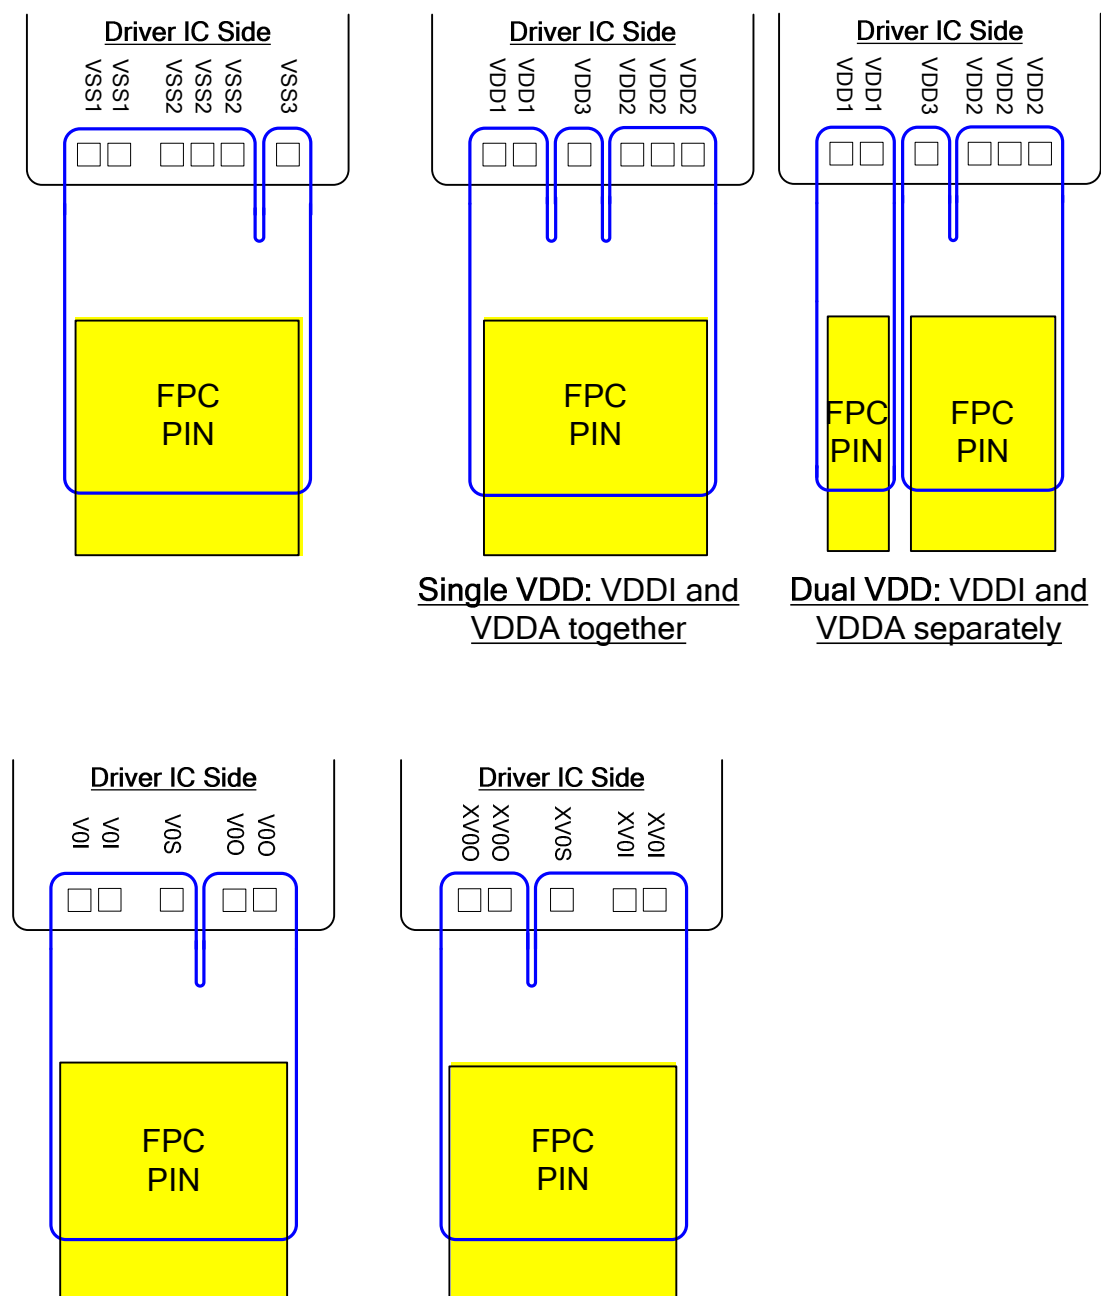 Driver IC Side
VSS1
VSS1
VSS2
VSS2
VSS2
VSS3
FPC
PIN
Driver IC Side
VDD1
VDD1
VDD3
VDD2
VDD2
VDD2
FPC
PIN
Single VDD: VDDI and
VDDA together
Driver IC Side
VDD1
VDD1
VDD3
VDD2
VDD2
VDD2
FPC
PIN
FPC
PIN
Dual VDD: VDDI and
VDDA separately
Driver IC Side
V0I
V0I
V0S
V0O
V0O
FPC
PIN
Driver IC Side
XV0O
XV0O
XV0S
XV0I
XV0I
FPC
PIN